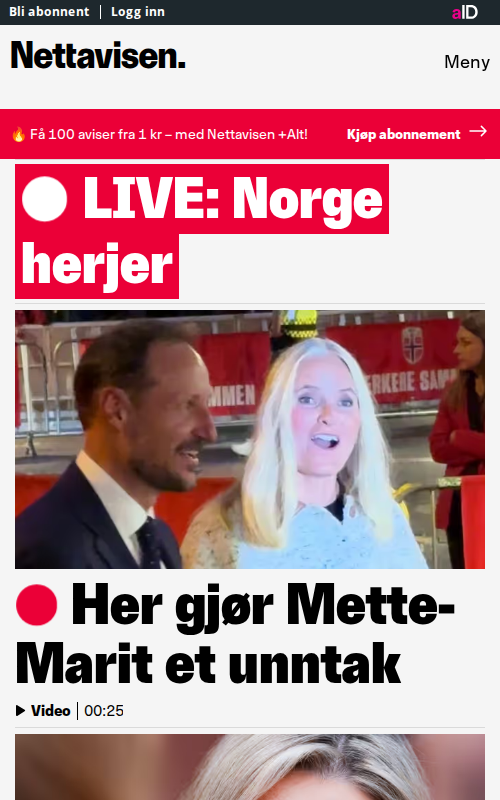 Bli abonnent | Logg inn
aID
Nettavisen.
Meny
🔥 Få 100 aviser fra 1 kr – med Nettavisen +Alt!
Kjøp abonnement →
LIVE: Norge
herjer
MMEN
ERKERE SAM
Her gjør Mette-
Marit et unntak
Video | 00:25